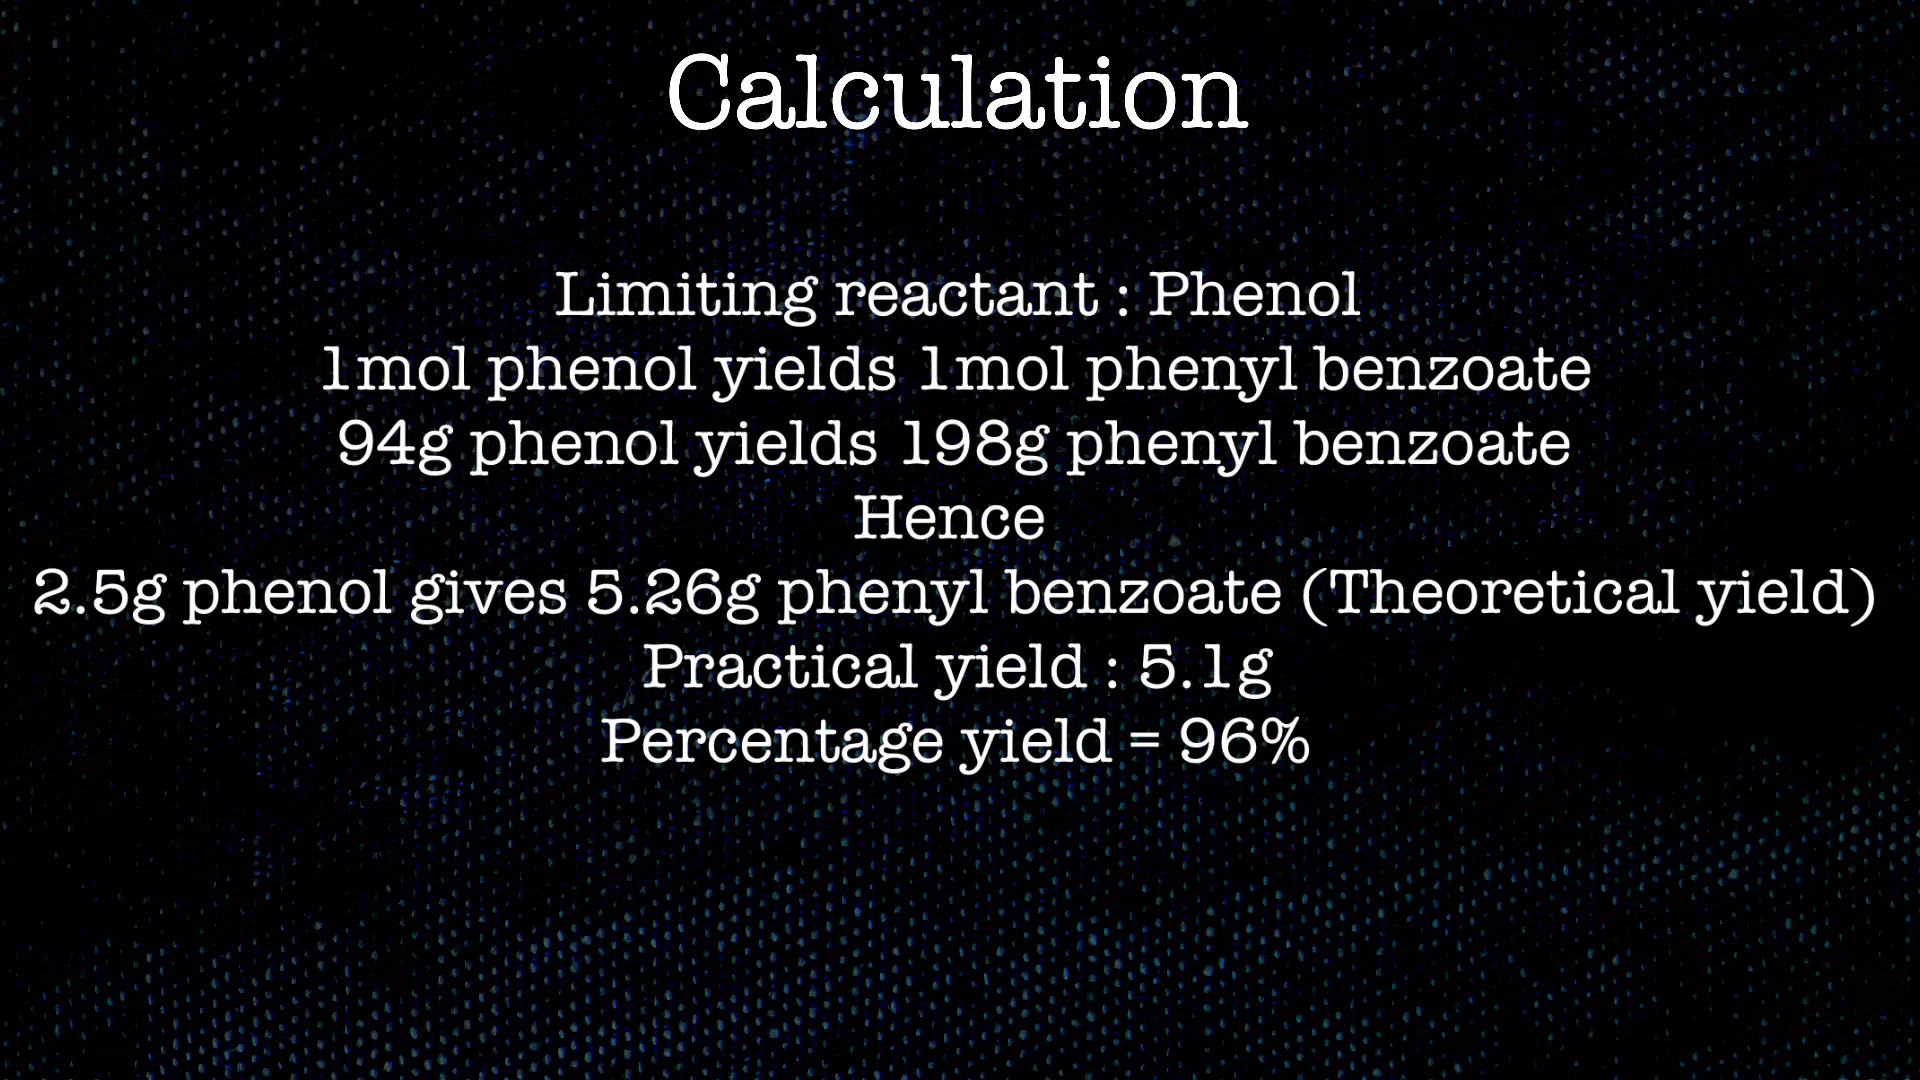 Calculation
Limiting reactant : Phenol
1mol phenol yields 1mol phenyl benzoate
94g phenol yields 198g phenyl benzoate
Hence
2.5g phenol gives 5.26g phenyl benzoate (Theoretical yield)
Practical yield : 5.1g
Percentage yield = 96%